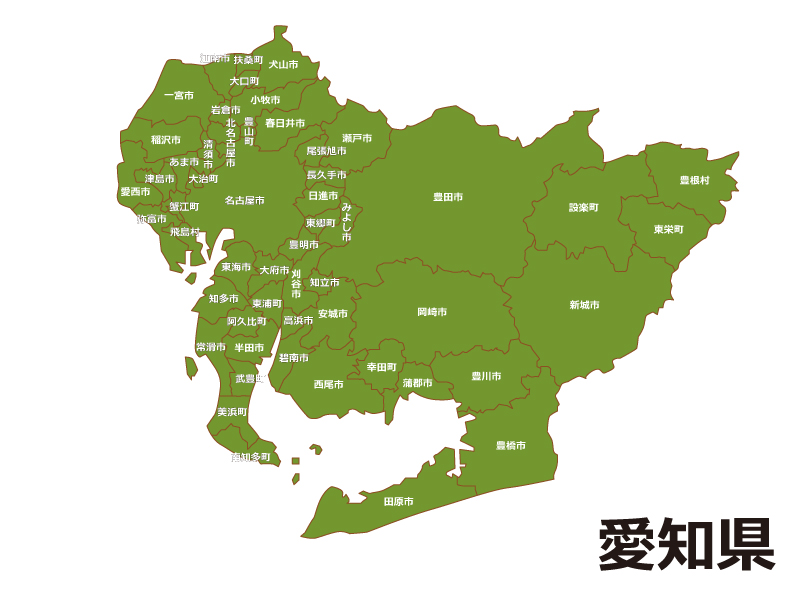 江南市
扶桑町
犬山市
大口町
一宮市
小牧市
岩倉市
北名古屋市
豊山町
春日井市
瀬戸市
稲沢市
清須市
尾張旭市
あま市
長久手市
津島市
大治町
愛西市
日進市
名古屋市
蟹江町
みよし市
弥富市
東郷町
飛島村
豊明市
豊田市
設楽町
豊根村
東栄町
東海市
大府市
刈谷市
知立市
知多市
東浦町
安城市
岡崎市
新城市
阿久比町
高浜市
常滑市
半田市
碧南市
幸田町
武豊町
西尾市
蒲郡市
豊川市
美浜町
南知多町
豊橋市
田原市
愛知県